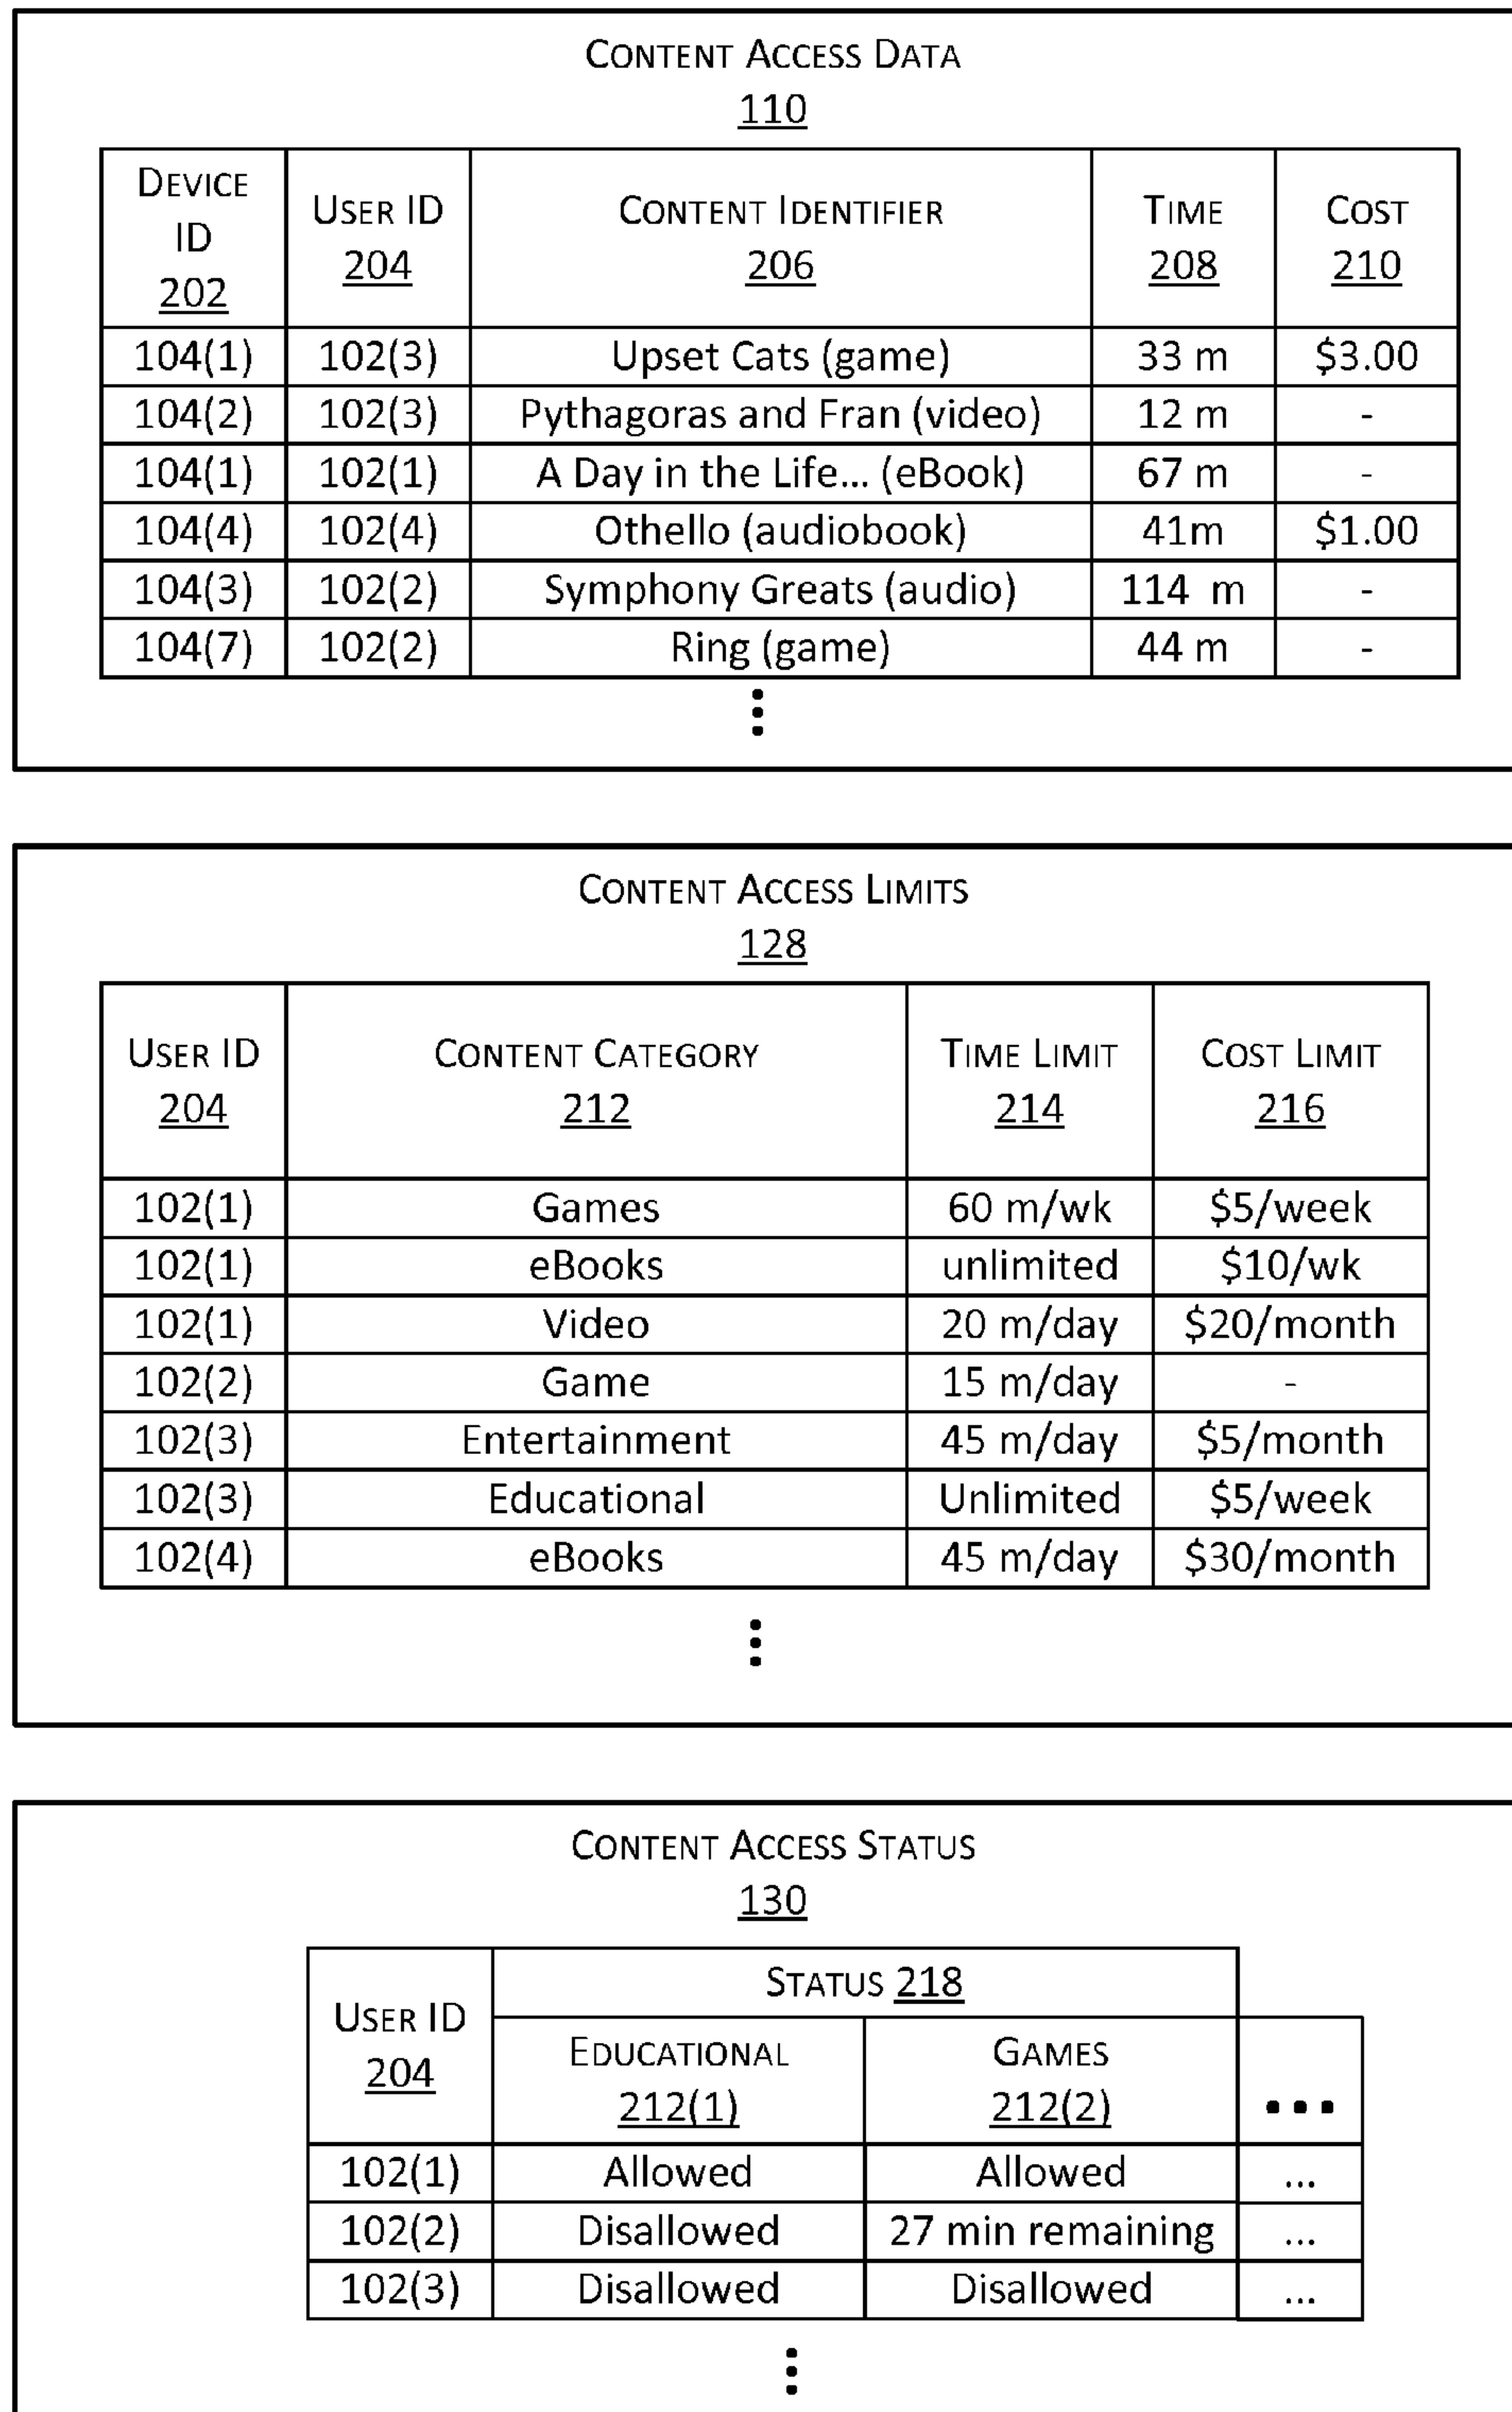 CONTENT ACCESS DATA
110
DEVICE ID 202 USER ID 204 CONTENT IDENTIFIER 206 TIME 208 COST 210
104(1) 102(3) Upset Cats (game) 33 m $3.00
104(2) 102(3) Pythagoras and Fran (video) 12 m -
104(1) 102(1) A Day in the Life... (eBook) 67 m -
104(4) 102(4) Othello (audiobook) 41m $1.00
104(3) 102(2) Symphony Greats (audio) 114 m -
104(7) 102(2) Ring (game) 44 m -
CONTENT ACCESS LIMITS
128
USER ID CONTENT CATEGORY TIME LIMIT COST LIMIT
204 212 214 216
102(1) Games 60 m/wk $5/week
102(1) eBooks unlimited $10/wk
102(1) Video 20 m/day $20/month
102(2) Game 15 m/day -
102(3) Entertainment 45 m/day $5/month
102(3) Educational Unlimited $5/week
102(4) eBooks 45 m/day $30/month
CONTENT ACCESS STATUS
130
USER ID 204 STATUS 218
EDUCATIONAL GAMES
212(1) 212(2) ...
102(1) Allowed Allowed ...
102(2) Disallowed 27 min remaining ...
102(3) Disallowed Disallowed ...